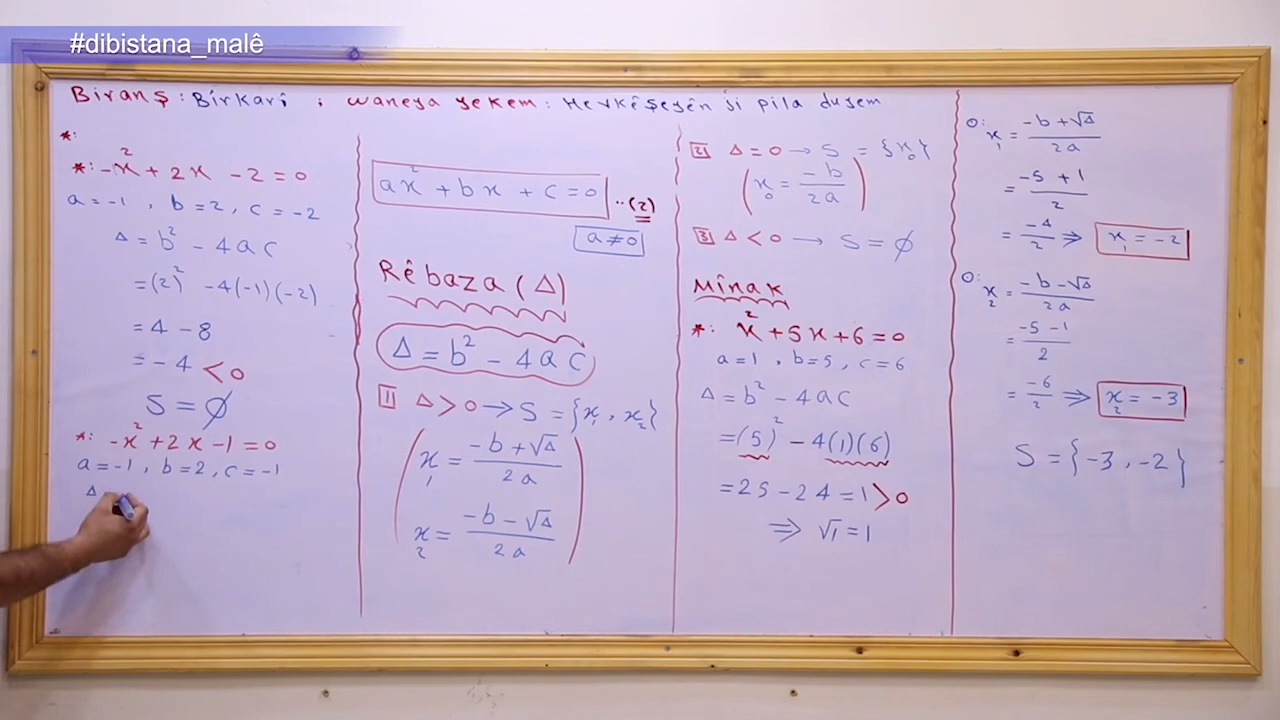 #dibistana_malê
Biranş : Birkarî ; waneya yekem : Hevkêşeyên ji pila duyem
*:
*: -x² + 2x - 2 = 0
a = -1 , b = 2 , c = -2
Δ = b² - 4ac
= (2)² - 4(-1)(-2)
= 4 - 8
= -4 < 0
S = ∅
*: -x² + 2x - 1 = 0
a = -1 , b = 2 , c = -1
Δ
ax² + bx + c = 0 ..(2)
a ≠ 0
Rêbaza (Δ)
Δ = b² - 4ac
1 Δ > 0 → S = {x₁ , x₂}
(x₁ = (-b + √Δ)/2a
x₂ = (-b - √Δ)/2a)
2 Δ = 0 → S = {x₀}
(x₀ = -b/2a)
3 Δ < 0 → S = ∅
Mînak
*: x² + 5x + 6 = 0
a = 1 , b = 5 , c = 6
Δ = b² - 4ac
= (5)² - 4(1)(6)
= 25 - 24 = 1 > 0
⇒ √1 = 1
o: x₁ = (-b + √Δ)/2a
= (-5 + 1)/2
= -4/2 ⇒ x₁ = -2
o: x₂ = (-b - √Δ)/2a
= (-5 - 1)/2
= -6/2 ⇒ x₂ = -3
S = {-3 , -2}